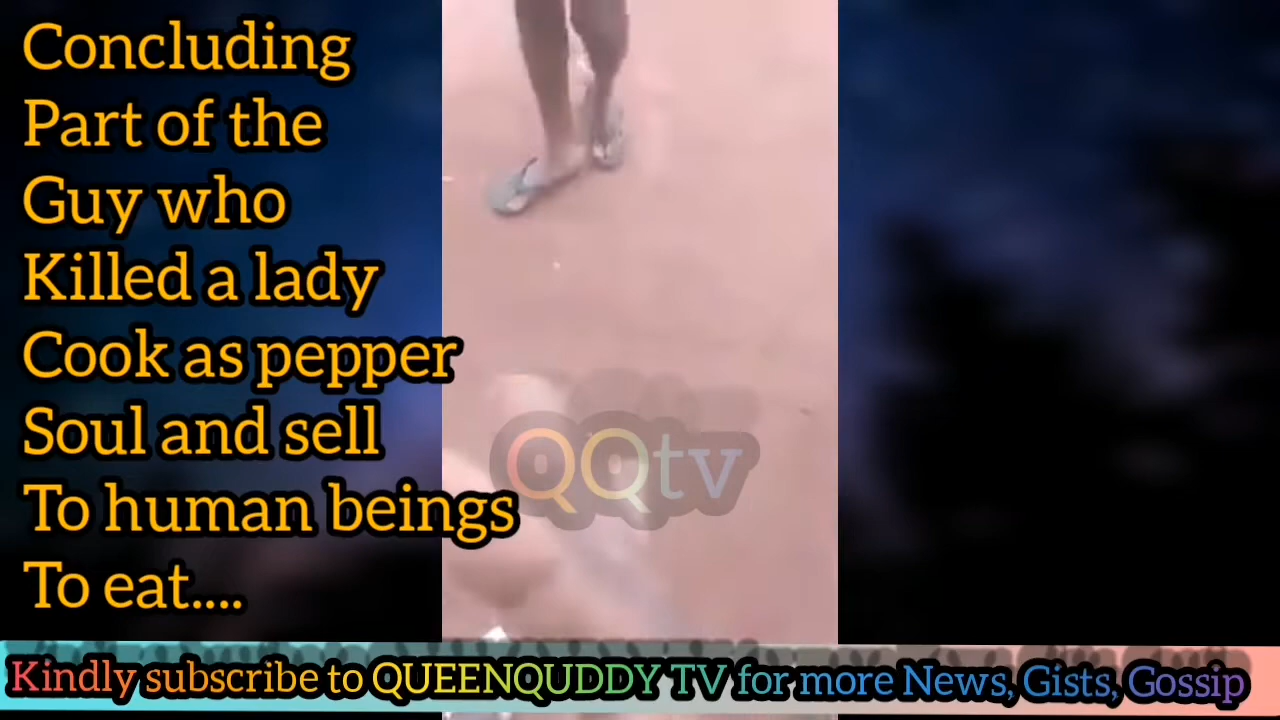 Concluding
Part of the
Guy who
Killed a lady
Cook as pepper
Soul and sell
To human beings
To eat....
QQtv
Kindly subscribe to QUEENQUDDY TV for more News, Gists, Gossip